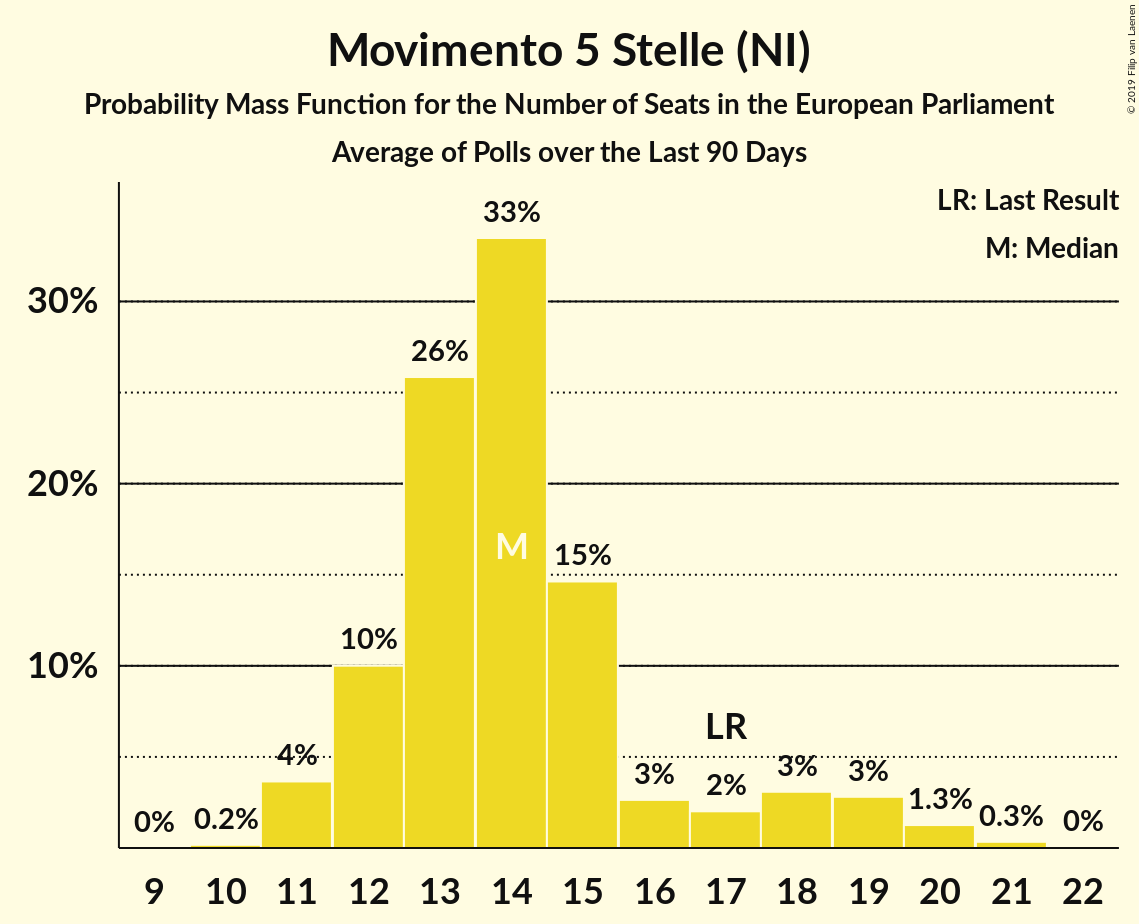 Movimento 5 Stelle (NI)
Probability Mass Function for the Number of Seats in the European Parliament
Average of Polls over the Last 90 Days
© 2019 Filip van Laenen
LR: Last Result
M: Median
30%
20%
10%
0%
0.2%
4%
10%
26%
33%
M
15%
3%
LR
2%
3%
3%
1.3%
0.3%
0%
9 10 11 12 13 14 15 16 17 18 19 20 21 22